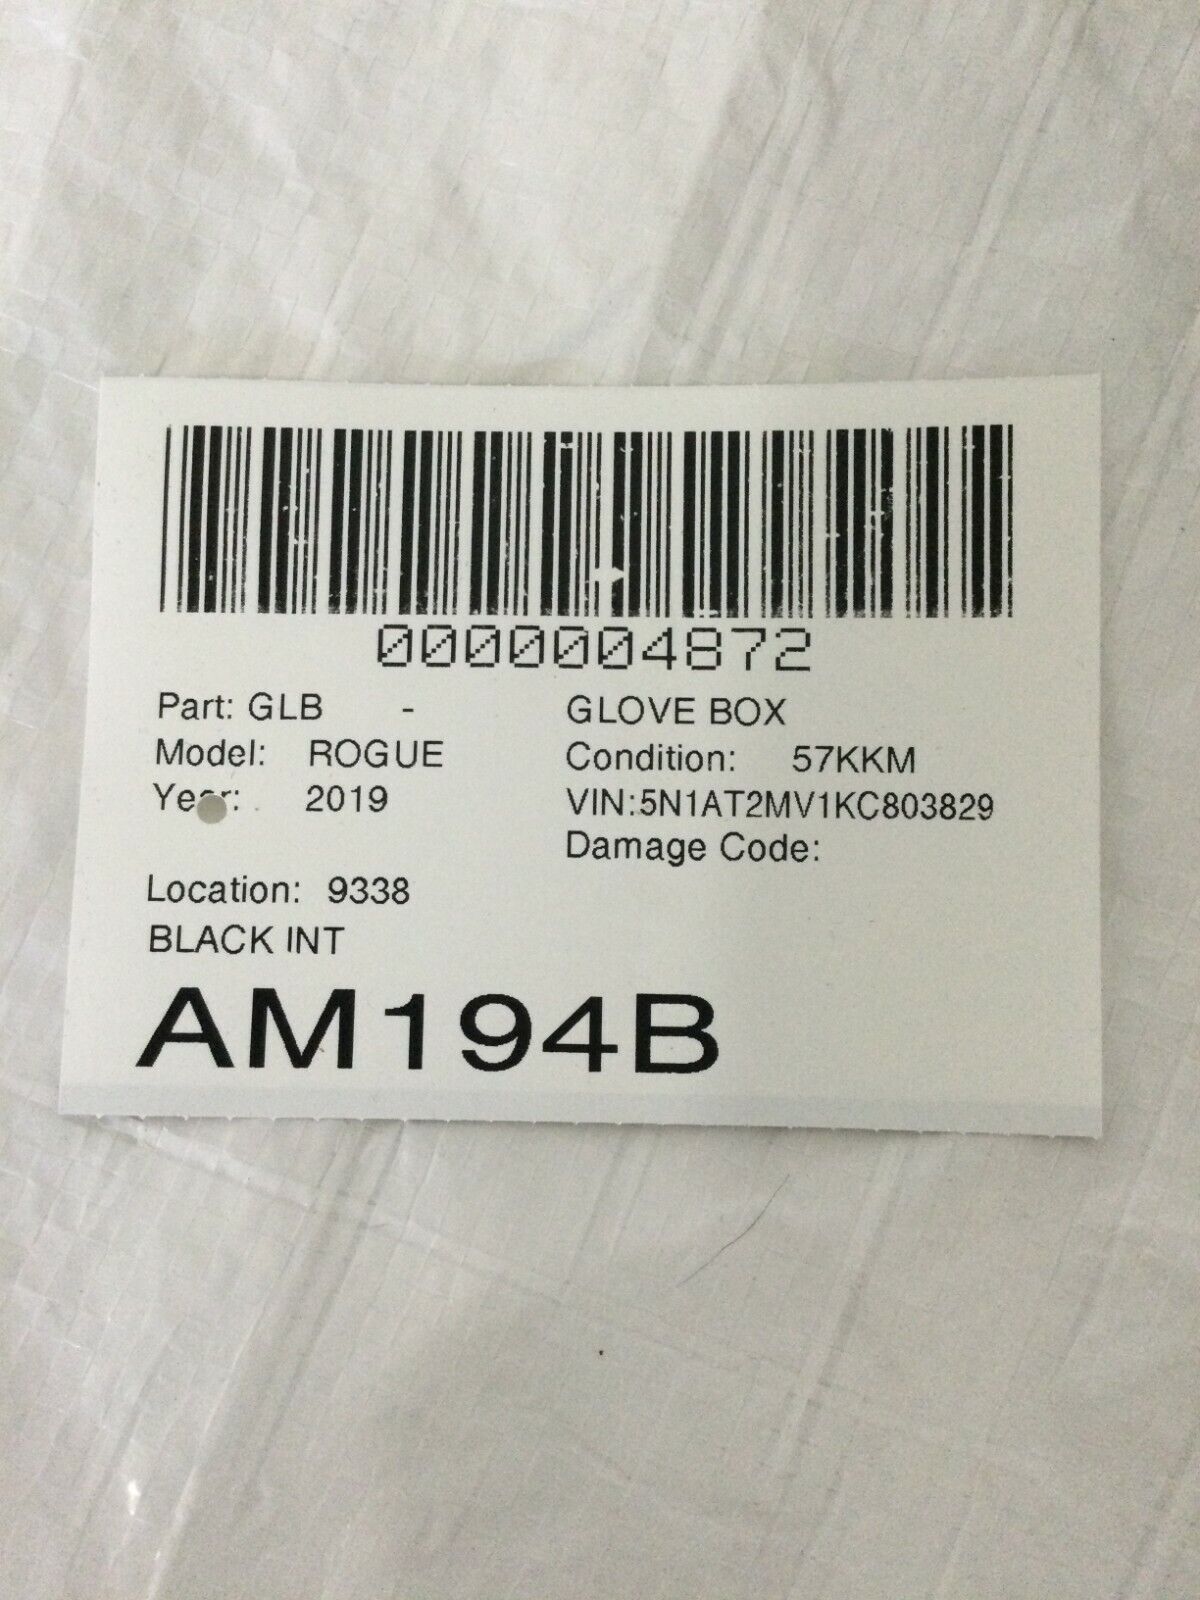 0000004872
Part: GLB - GLOVE BOX
Model: ROGUE Condition: 57KKM
Year: 2019 VIN:5N1AT2MV1KC803829
Damage Code:
Location: 9338
BLACK INT
AM194B